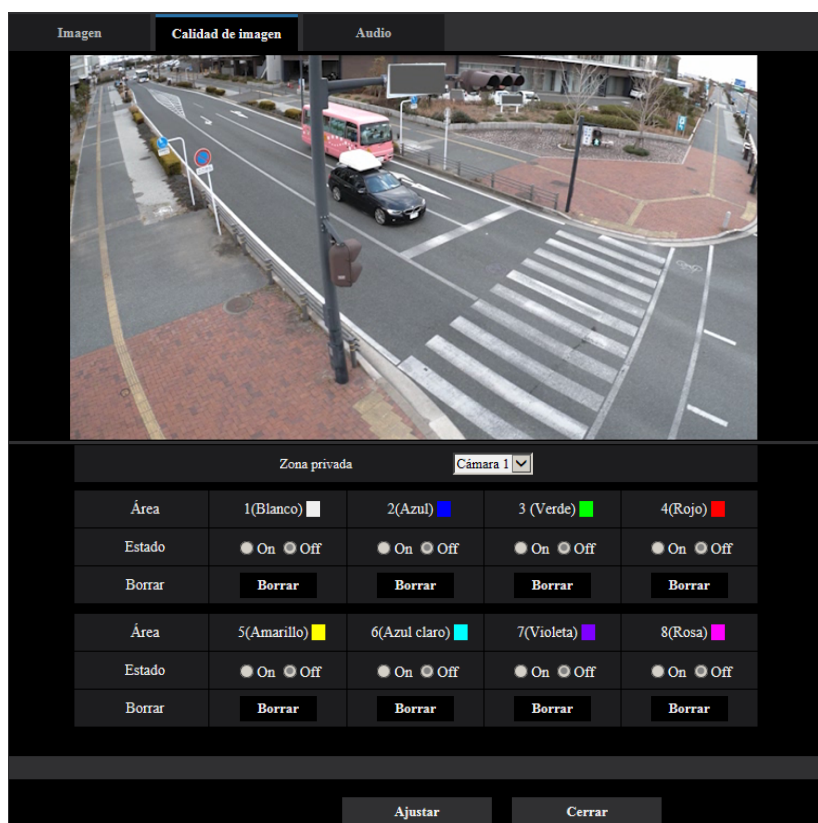 Imagen Calidad de imagen Audio
Zona privada Cámara 1
Área 1(Blanco) 2(Azul) 3 (Verde) 4(Rojo)
Estado On Off On Off On Off On Off
Borrar Borrar Borrar Borrar Borrar
Área 5(Amarillo) 6(Azul claro) 7(Violeta) 8(Rosa)
Estado On Off On Off On Off On Off
Borrar Borrar Borrar Borrar Borrar
Ajustar Cerrar